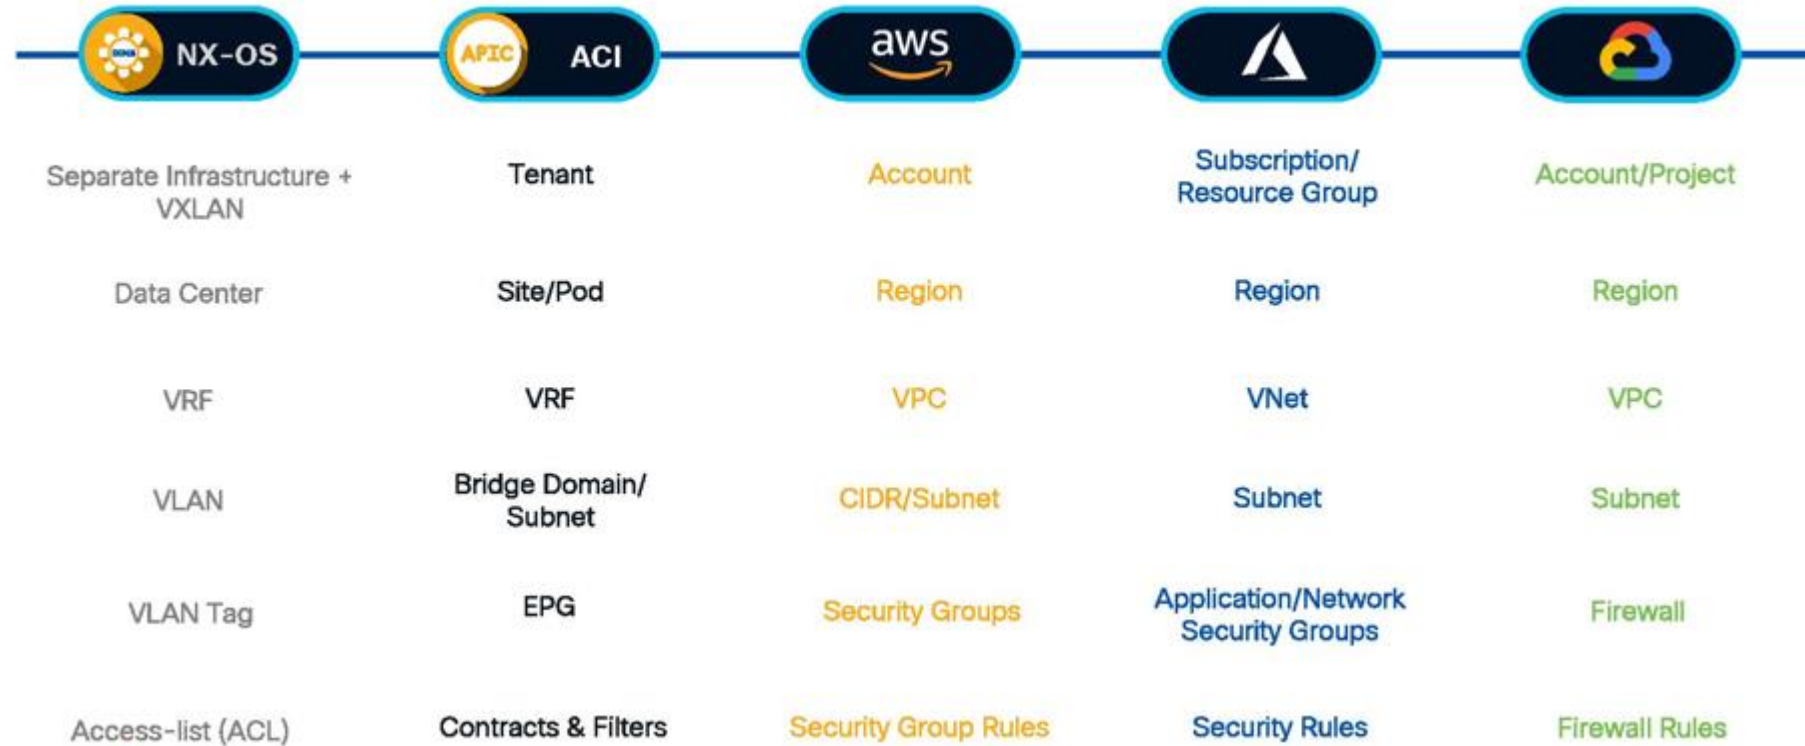 NX-OS
APIC ACI
aws
Separate Infrastructure +
VXLAN
Tenant
Account
Subscription/
Resource Group
Account/Project
Data Center
Site/Pod
Region
Region
Region
VRF
VRF
VPC
VNet
VPC
VLAN
Bridge Domain/
Subnet
CIDR/Subnet
Subnet
Subnet
VLAN Tag
EPG
Security Groups
Application/Network
Security Groups
Firewall
Access-list (ACL)
Contracts & Filters
Security Group Rules
Security Rules
Firewall Rules